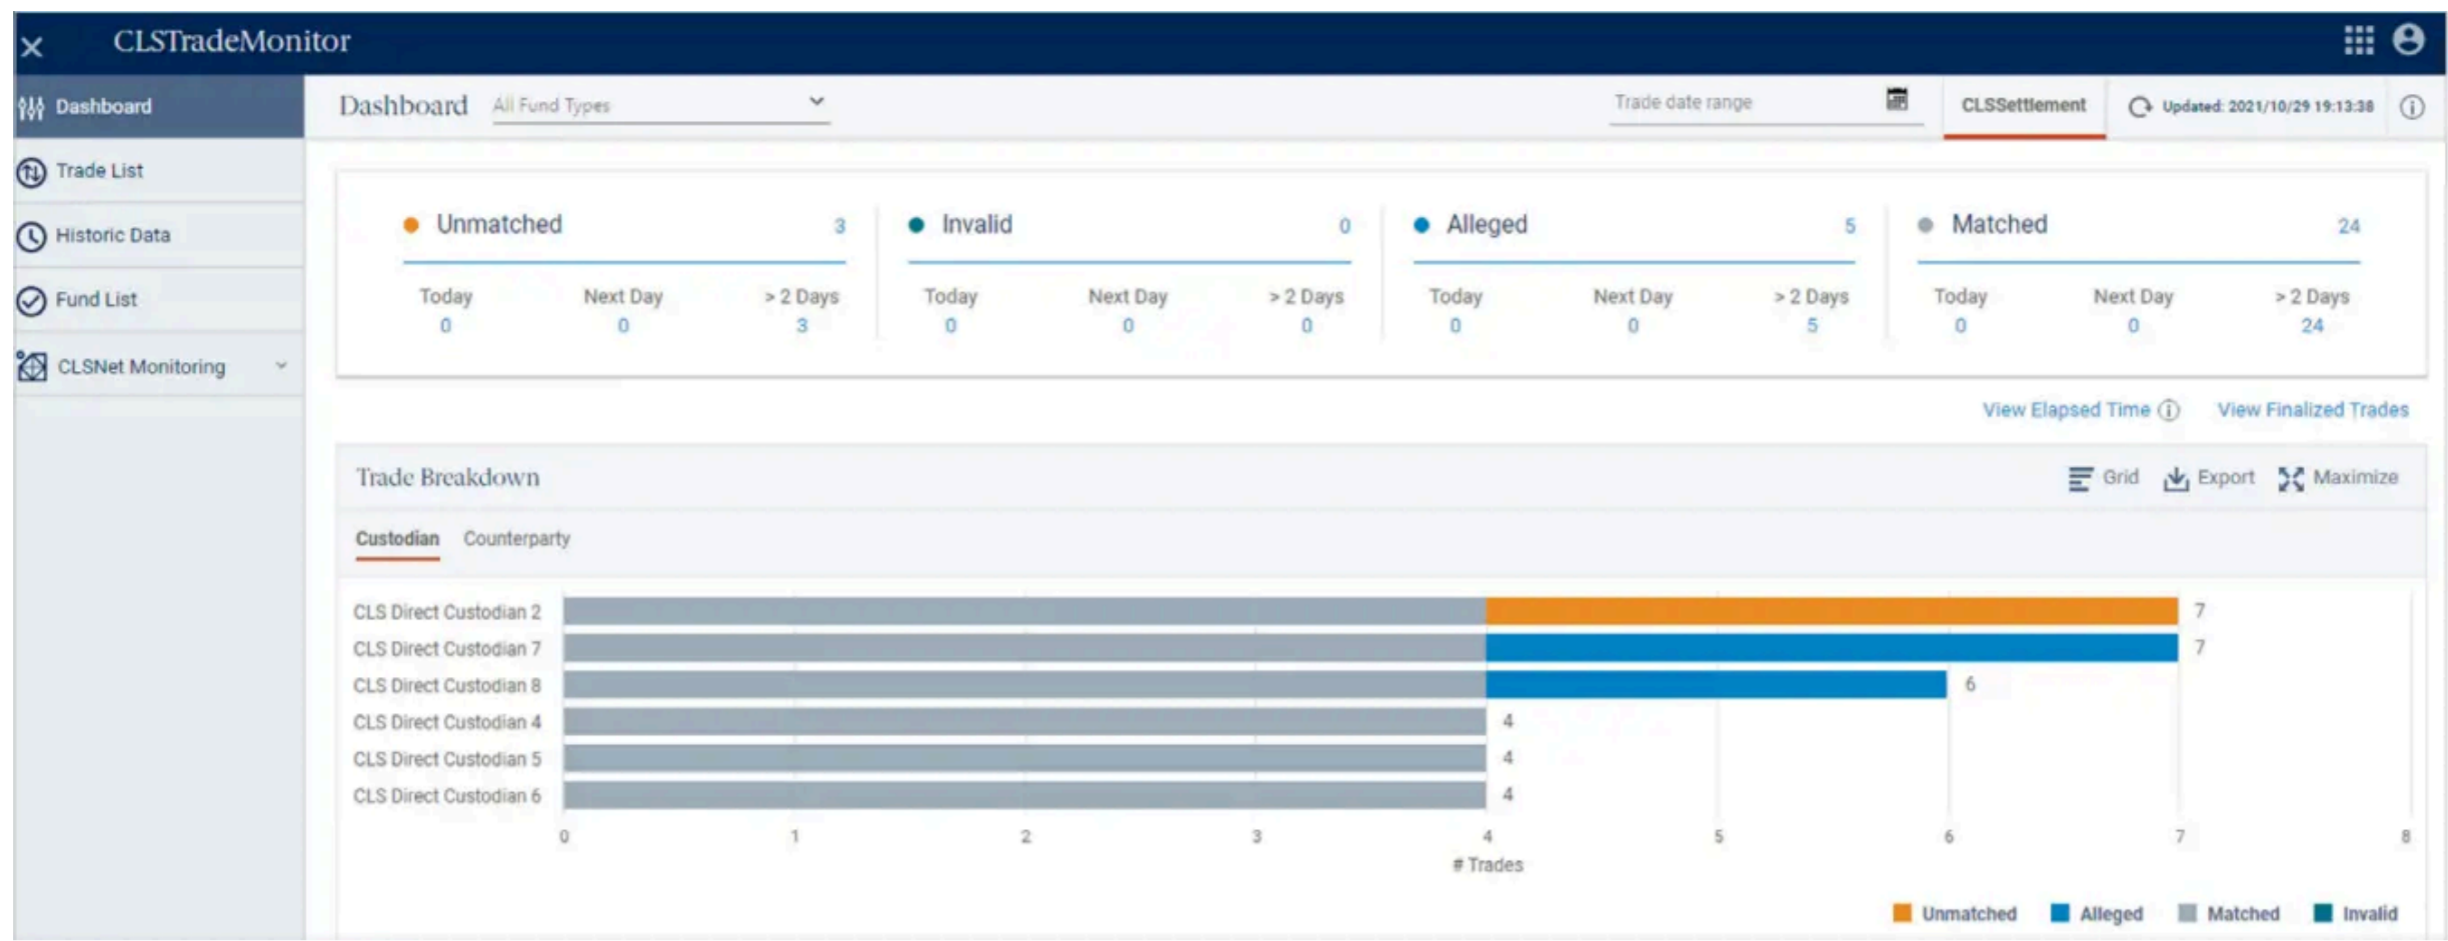 CLSTradeMonitor
Dashboard
Trade List
Historic Data
Fund List
CLSNet Monitoring
Dashboard All Fund Types Trade date range CLSSettlement Updated: 2021/10/29 19:13:38
Unmatched 3 Invalid 0 Alleged 5 Matched 24
Today Next Day > 2 Days Today Next Day > 2 Days Today Next Day > 2 Days Today Next Day > 2 Days
0 0 3 0 0 0 0 0 5 0 0 24
View Elapsed Time View Finalized Trades
Trade Breakdown Grid Export Maximize
Custodian Counterparty
CLS Direct Custodian 2 7
CLS Direct Custodian 7 7
CLS Direct Custodian 8 6
CLS Direct Custodian 4 4
CLS Direct Custodian 5 4
CLS Direct Custodian 6 4
0 1 2 3 4 5 6 7 8
# Trades
Unmatched Alleged Matched Invalid